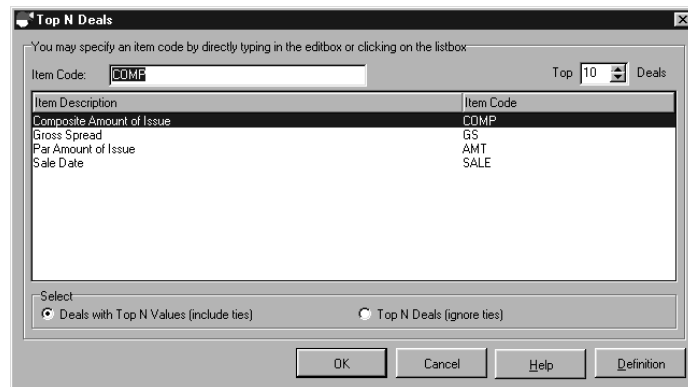 Top N Deals
You may specify an item code by directly typing in the editbox or clicking on the listbox
Item Code: COMP Top 10 Deals
Item Description Item Code
Composite Amount of Issue COMP
Gross Spread GS
Par Amount of Issue AMT
Sale Date SALE
Select
Deals with Top N Values (include ties) Top N Deals (ignore ties)
OK Cancel Help Definition